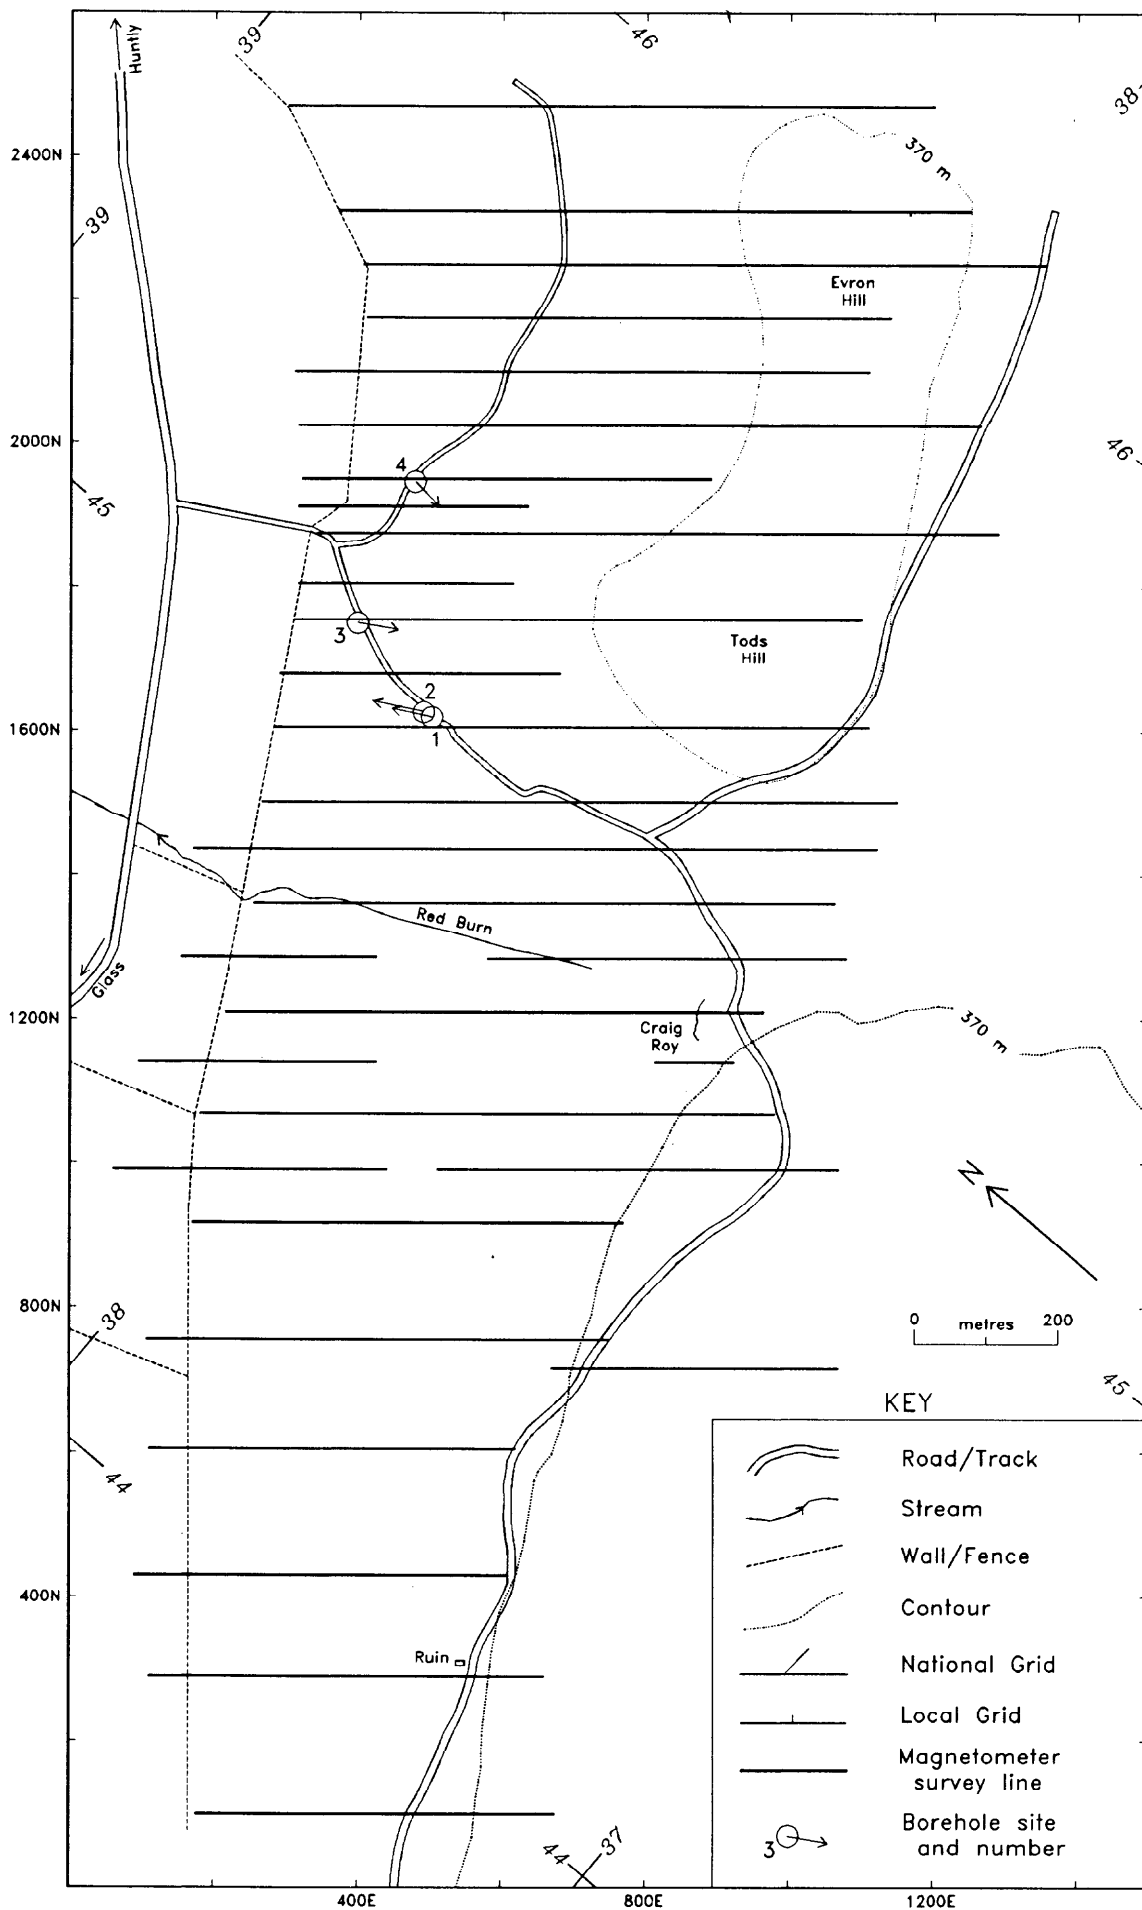 39
46
Huntly
38
370 m
2400N
39
Evron
Hill
2000N
4
46
45
3
Tods
Hill
2
1
1600N
Red Burn
Glass
1200N
Craig
Roy
370 m
N
800N
38
0 metres 200
45
KEY
44
Road/Track
Stream
Wall/Fence
400N
Contour
Ruin
National Grid
Local Grid
Magnetometer
survey line
Borehole site
and number
3
44
37
400E
800E
1200E